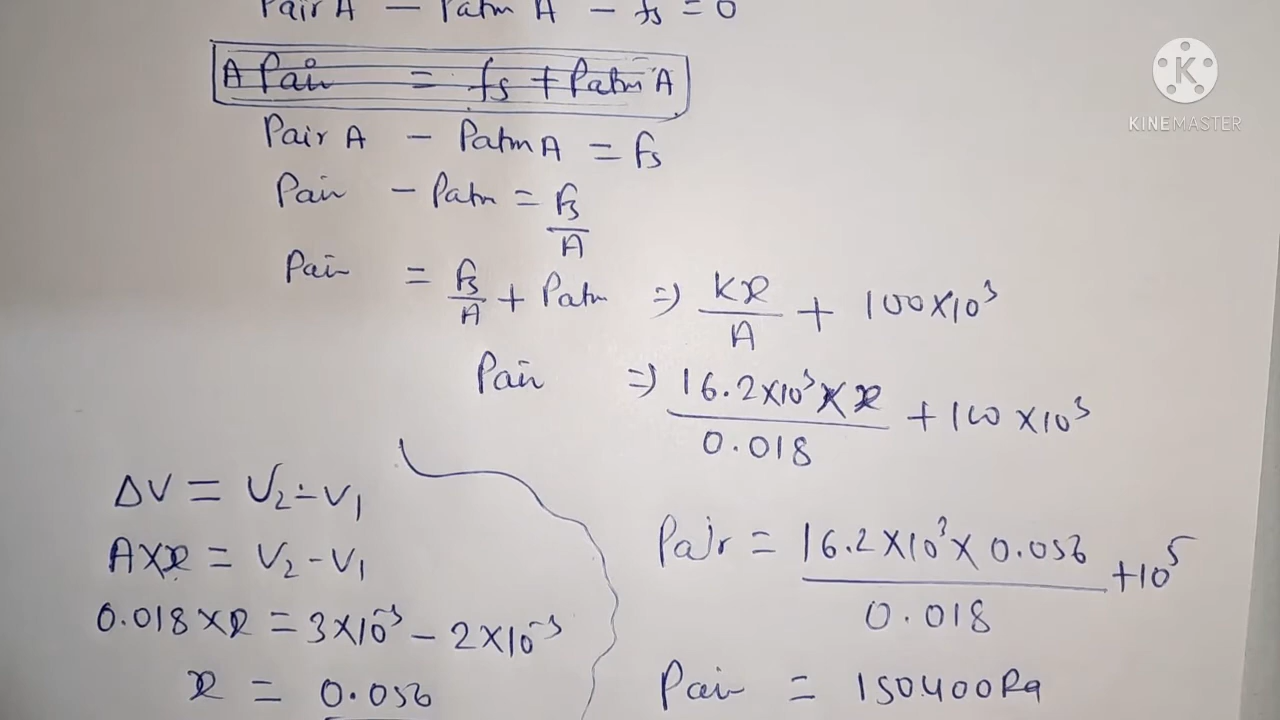 Pair A − Patm A − fs = 0
A Pair = fs + Patm A
Pair A − Patm A = fs
Pair − Patm = fs/A
Pair = fs/A + Patm ⇒ Kx/A + 100×10³
Pair ⇒ 16.2×10³×x/0.018 + 100×10³
ΔV = V₂ − V₁
A×x = V₂ − V₁
0.018×x = 3×10⁻³ − 2×10⁻³
x = 0.056
Pair = 16.2×10³×0.056/0.018 + 10⁵
Pair = 150400Pa
K
KINEMASTER